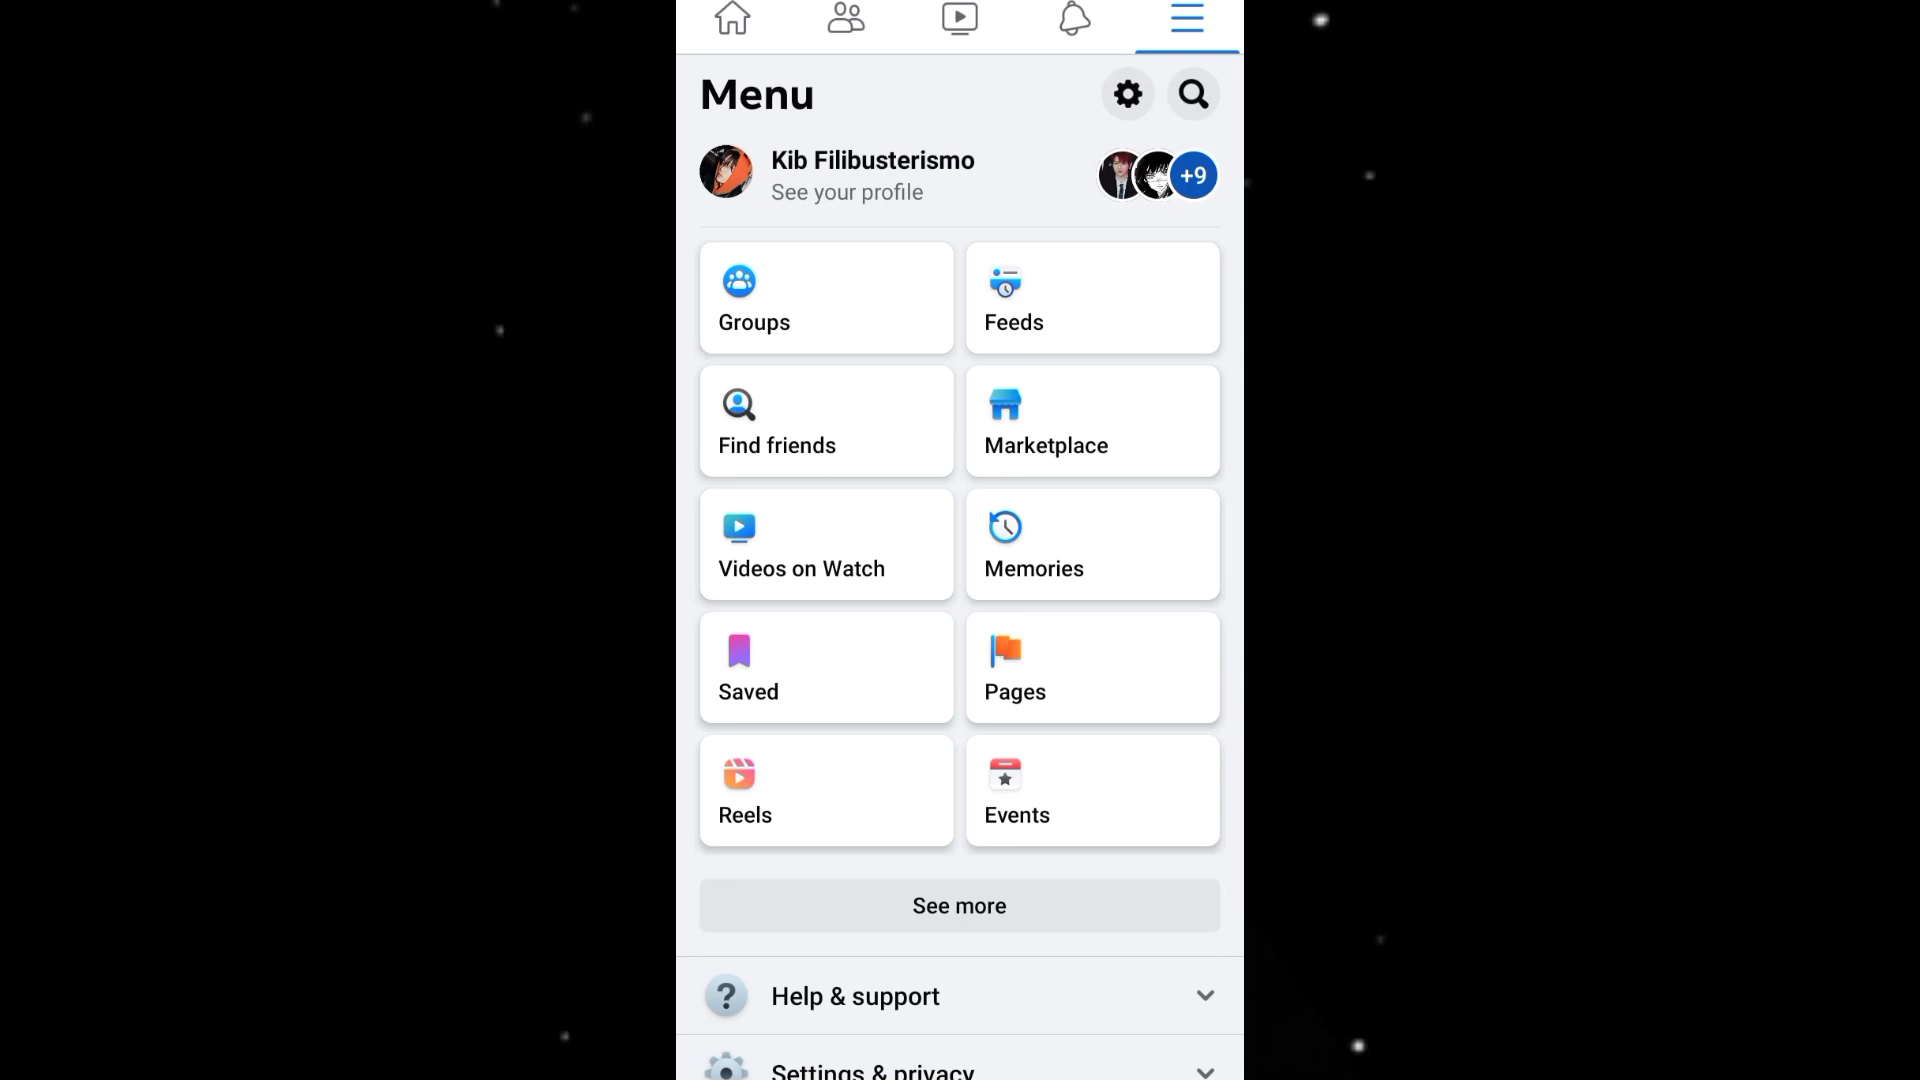 Menu
Kib Filibusterismo
See your profile
+9
Groups
Feeds
Find friends
Marketplace
Videos on Watch
Memories
Saved
Pages
Reels
Events
See more
Help & support
Settings & privacy